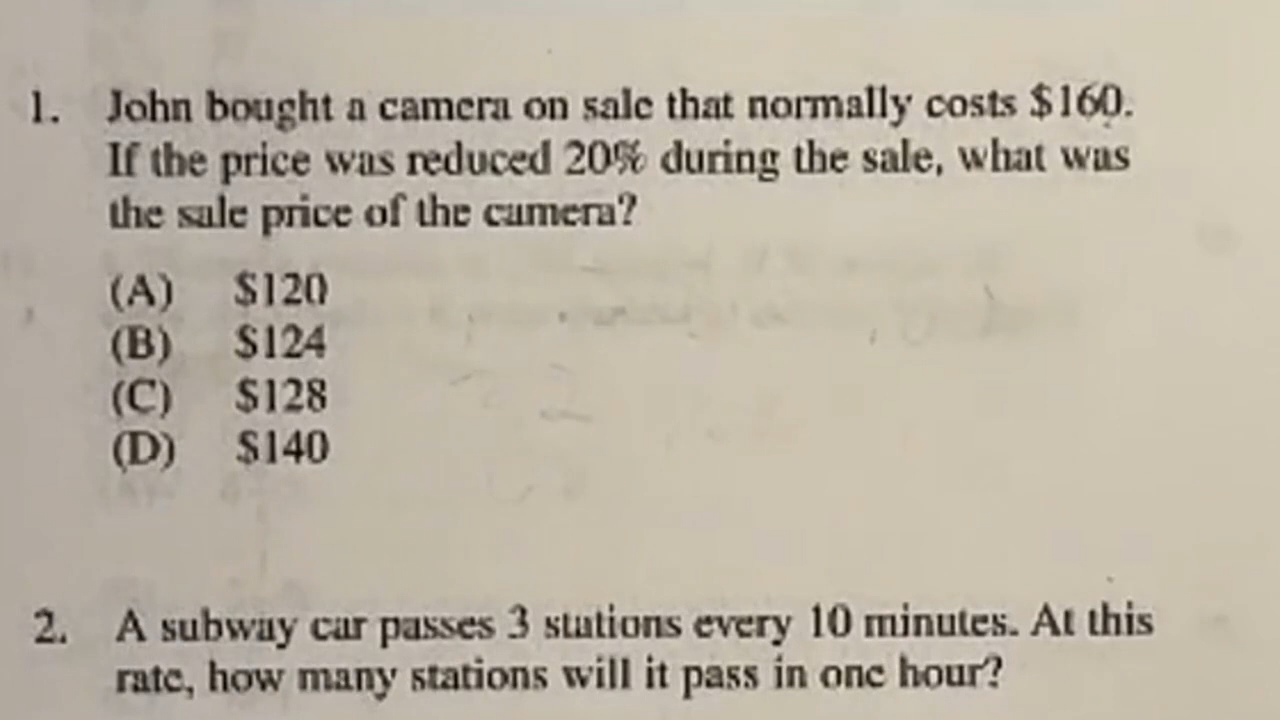 1. John bought a camera on sale that normally costs $160.
If the price was reduced 20% during the sale, what was
the sale price of the camera?
(A) $120
(B) $124
(C) $128
(D) $140
2. A subway car passes 3 stations every 10 minutes. At this
rate, how many stations will it pass in one hour?